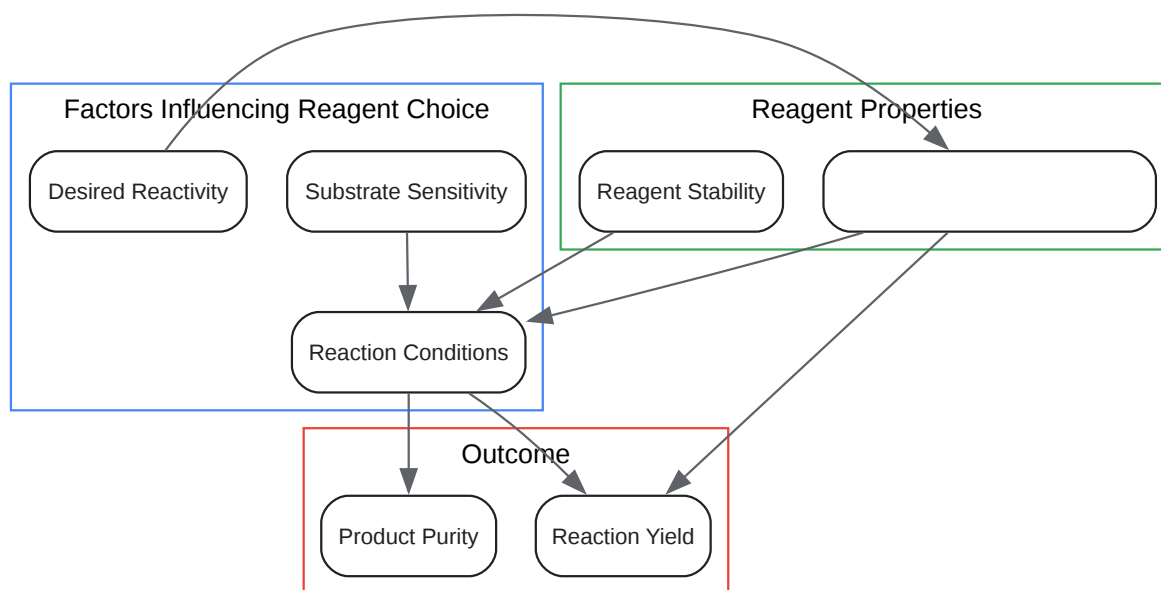 Factors Influencing Reagent Choice
Reagent Properties
Desired Reactivity
Substrate Sensitivity
Reagent Stability
Reaction Conditions
Outcome
Product Purity
Reaction Yield